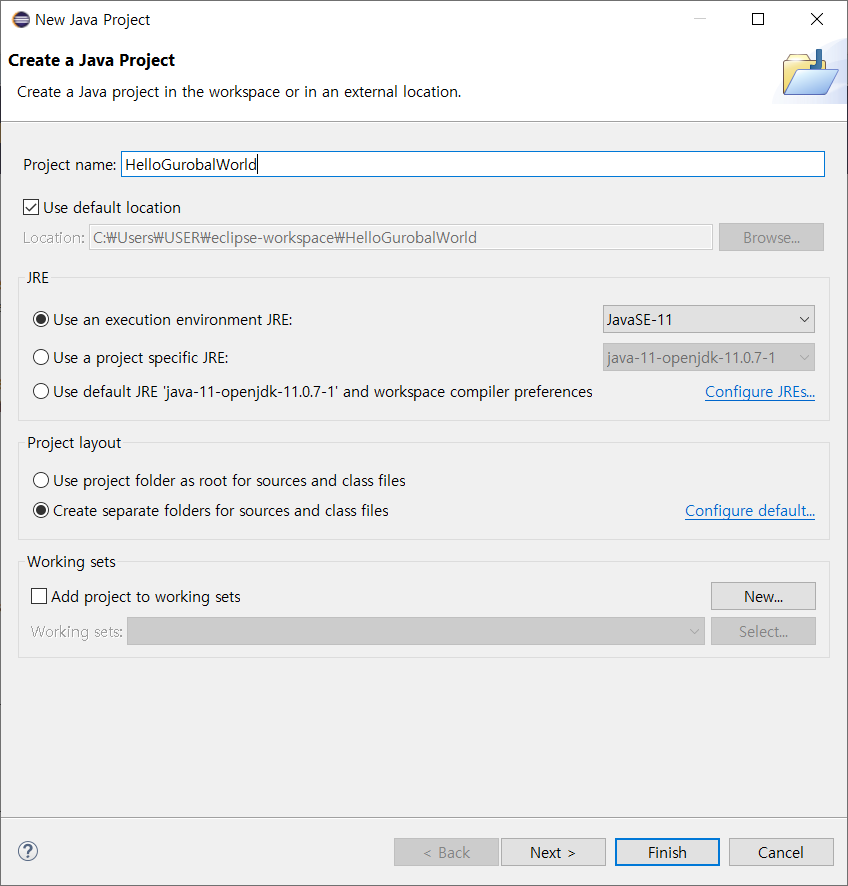 New Java Project
Create a Java Project
Create a Java project in the workspace or in an external location.
Project name: HelloGurobalWorld
Use default location
Location: C:₩Users₩USER₩eclipse-workspace₩HelloGurobalWorld Browse...
JRE
Use an execution environment JRE: JavaSE-11
Use a project specific JRE: java-11-openjdk-11.0.7-1
Use default JRE 'java-11-openjdk-11.0.7-1' and workspace compiler preferences Configure JREs...
Project layout
Use project folder as root for sources and class files
Create separate folders for sources and class files Configure default...
Working sets
Add project to working sets New...
Working sets: Select...
? < Back Next > Finish Cancel